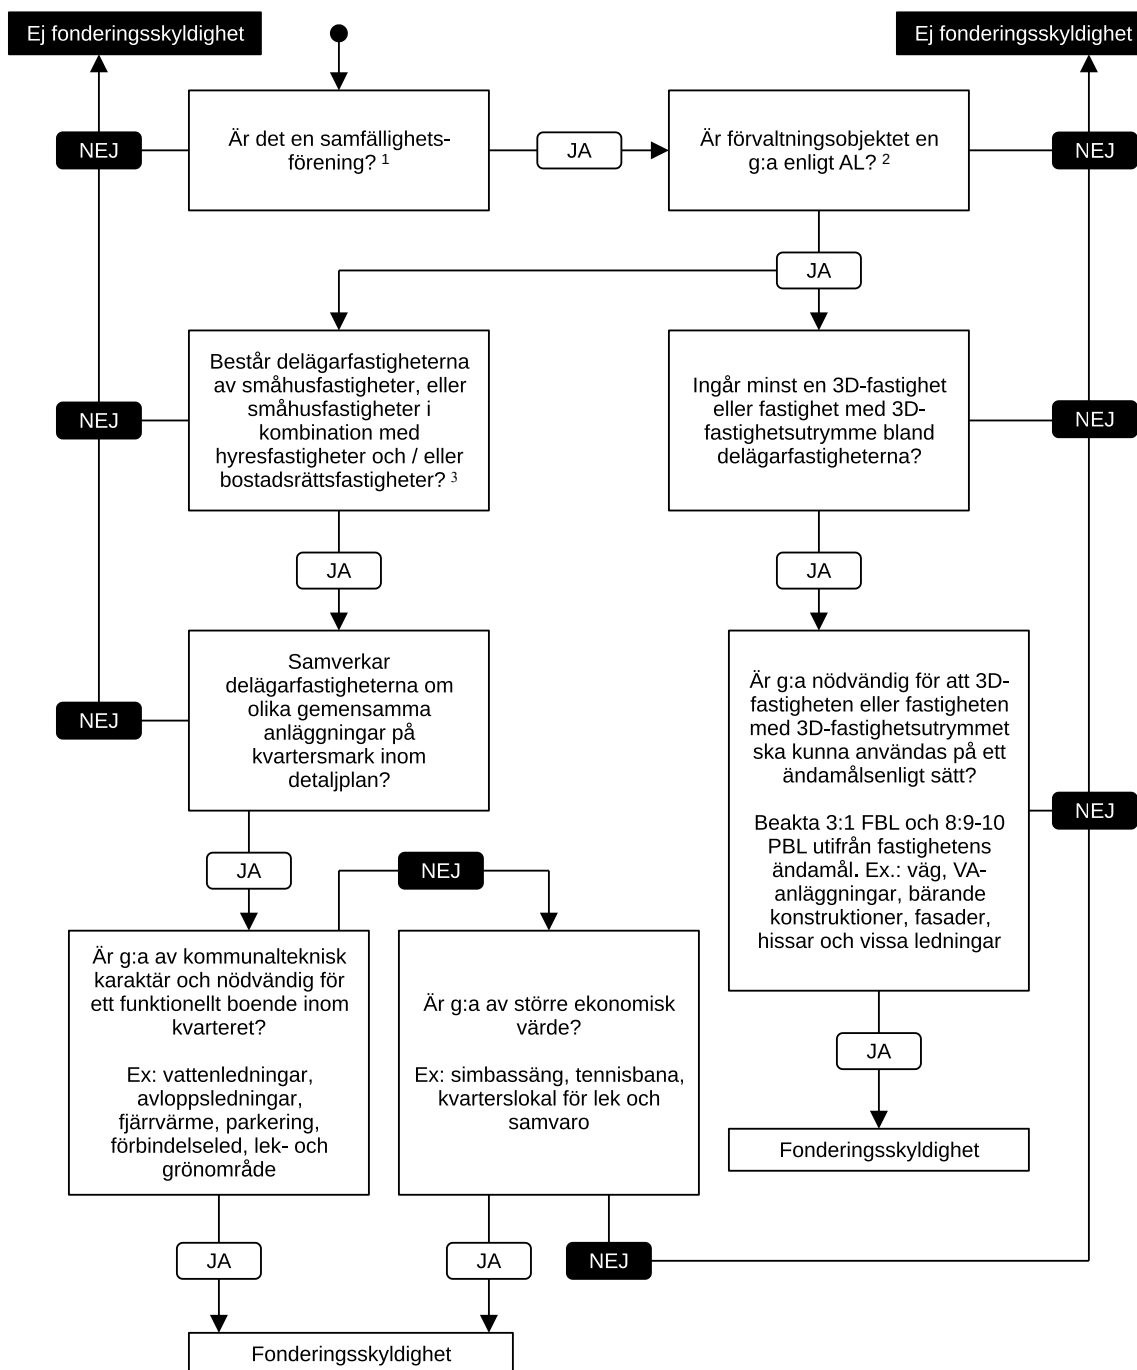 Ej fonderingsskyldighet
Ej fonderingsskyldighet
NEJ
Är det en samfällighets-
förening? 1
JA
Är förvaltningsobjektet en
g:a enligt AL? 2
NEJ
JA
NEJ
Består delägarfastigheterna
av småhusfastigheter, eller
småhusfastigheter i
kombination med
hyresfastigheter och / eller
bostadsrättsfastigheter? 3
Ingår minst en 3D-fastighet
eller fastighet med 3D-
fastighetsutrymme bland
delägarfastigheterna?
NEJ
JA
JA
NEJ
Samverkar
delägarfastigheterna om
olika gemensamma
anläggningar på
kvartersmark inom
detaljplan?
Är g:a nödvändig för att 3D-
fastigheten eller fastigheten
med 3D-fastighetsutrymmet
ska kunna användas på ett
ändamålsenligt sätt?
Beakta 3:1 FBL och 8:9-10
PBL utifrån fastighetens
ändamål. Ex.: väg, VA-
anläggningar, bärande
konstruktioner, fasader,
hissar och vissa ledningar
NEJ
JA
NEJ
Är g:a av kommunalteknisk
karaktär och nödvändig för
ett funktionellt boende inom
kvarteret?
Ex: vattenledningar,
avloppsledningar,
fjärrvärme, parkering,
förbindelseled, lek- och
grönområde
Är g:a av större ekonomisk
värde?
Ex: simbassäng, tennisbana,
kvarterslokal för lek och
samvaro
JA
Fonderingsskyldighet
JA
JA
NEJ
Fonderingsskyldighet